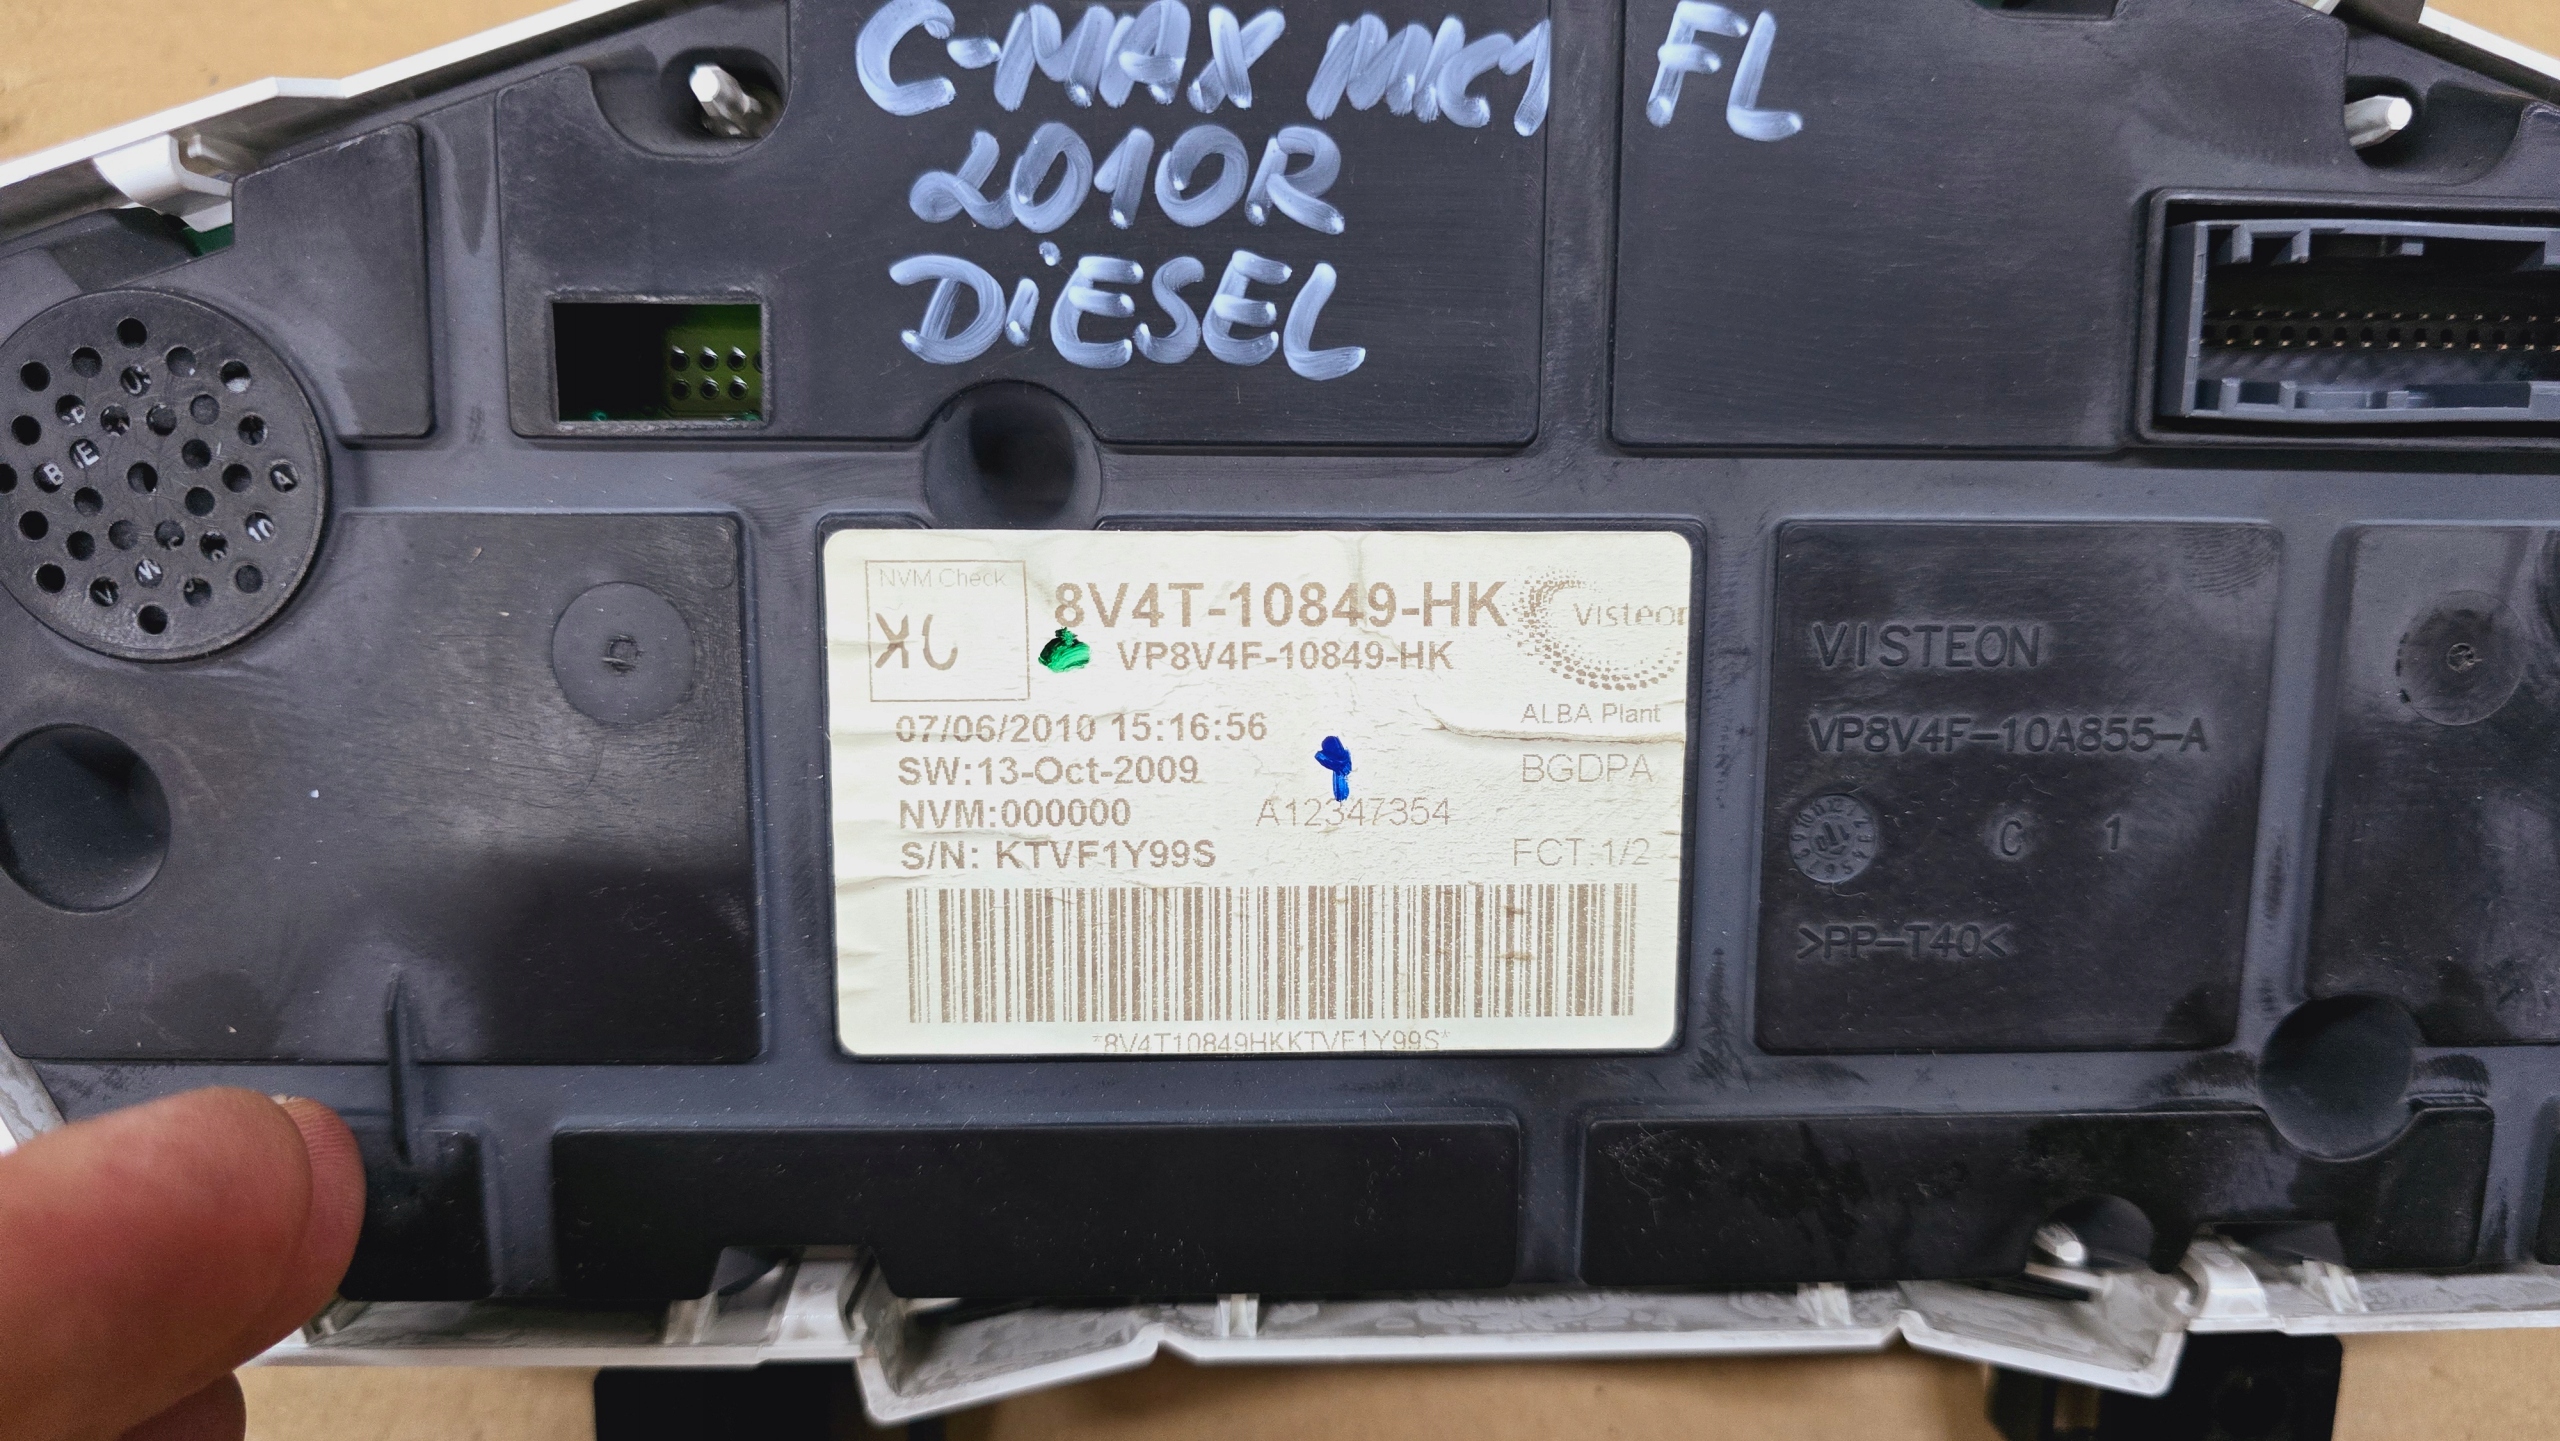 C-MAX MK1 FL
2010R
DiESEL
NVM Check
8V4T-10849-HK
VP8V4F-10849-HK
visteon
07/06/2010 15:16:56
ALBA Plant
SW:13-Oct-2009
BGDPA
NVM:000000
A12347354
S/N: KTVF1Y99S
FCT:1/2
*8V4T10849HKKTVF1Y99S*
VISTEON
VP8V4F-10A855-A
C 1
>PP-T40<